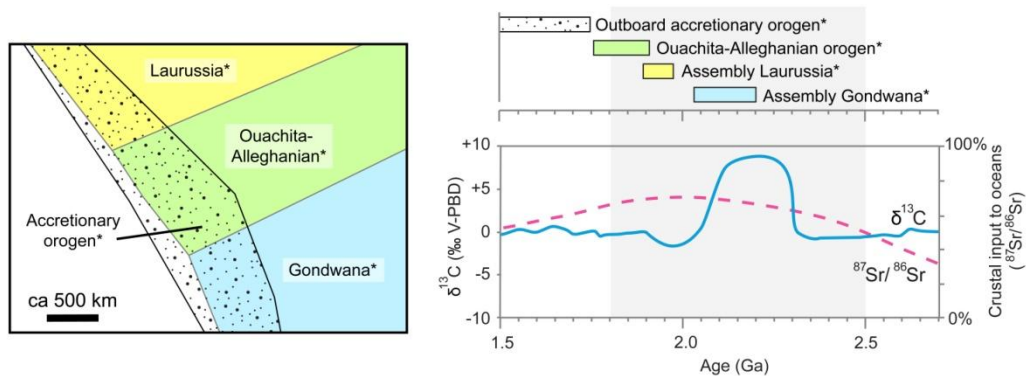 Laurussia*
Ouachita-
Alleghanian*
Accretionary
orogen*
Gondwana*
ca 500 km
Outboard accretionary orogen*
Ouachita-Alleghanian orogen*
Assembly Laurussia*
Assembly Gondwana*
+10
+5
0
-5
-10
δ13C (‰ V-PBD)
100%
0%
Crustal input to oceans
(87Sr/86Sr)
δ13C
87Sr/ 86Sr
1.5
2.0
2.5
Age (Ga)